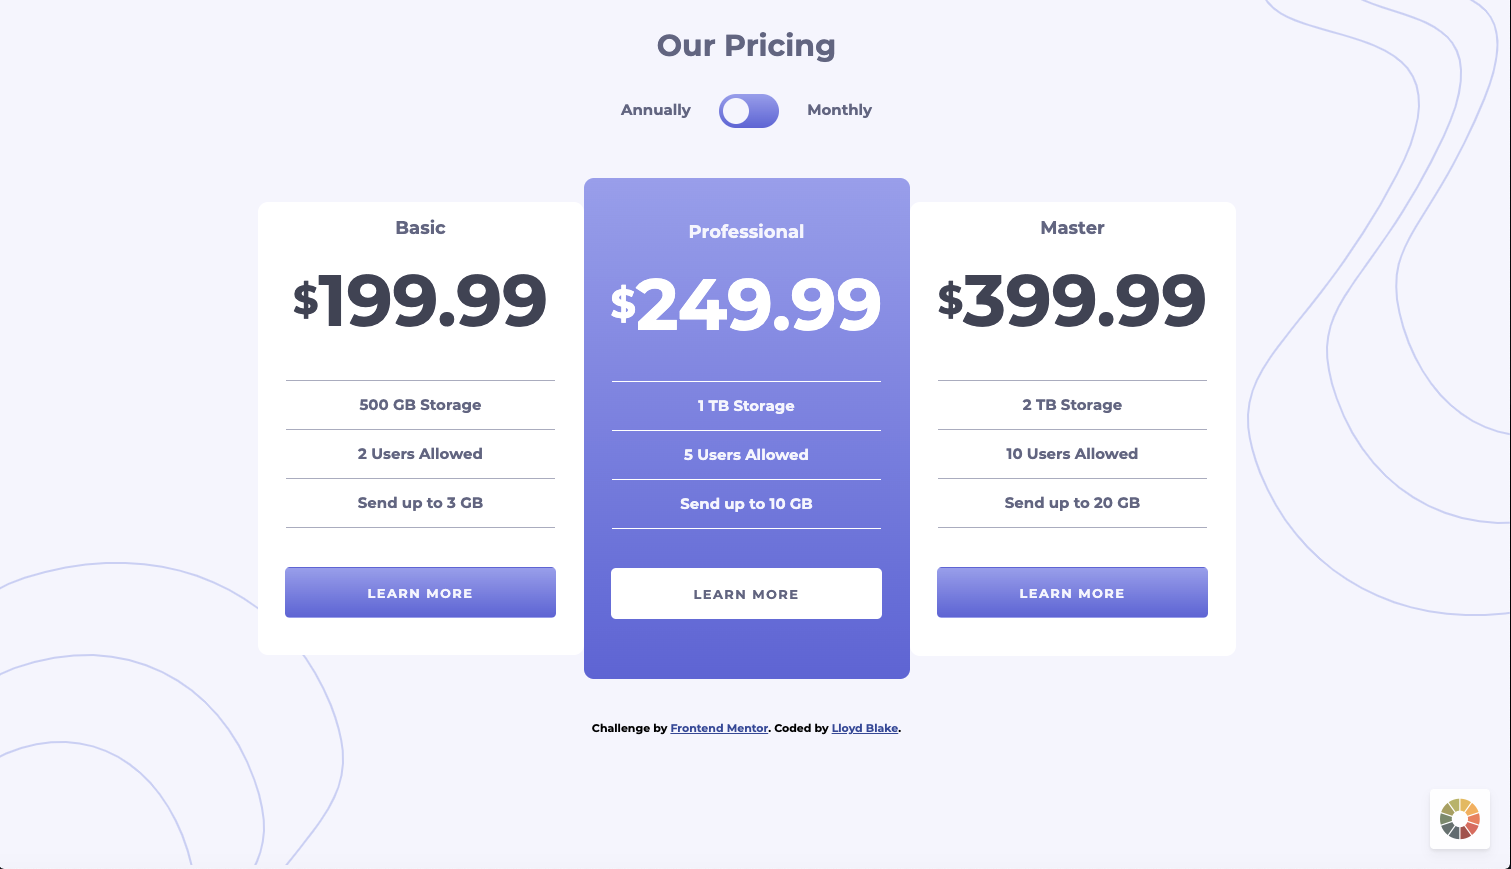 Our Pricing
Annually
Monthly
Basic
$199.99
500 GB Storage
2 Users Allowed
Send up to 3 GB
LEARN MORE
Professional
$249.99
1 TB Storage
5 Users Allowed
Send up to 10 GB
LEARN MORE
Master
$399.99
2 TB Storage
10 Users Allowed
Send up to 20 GB
LEARN MORE
Challenge by Frontend Mentor. Coded by Lloyd Blake.